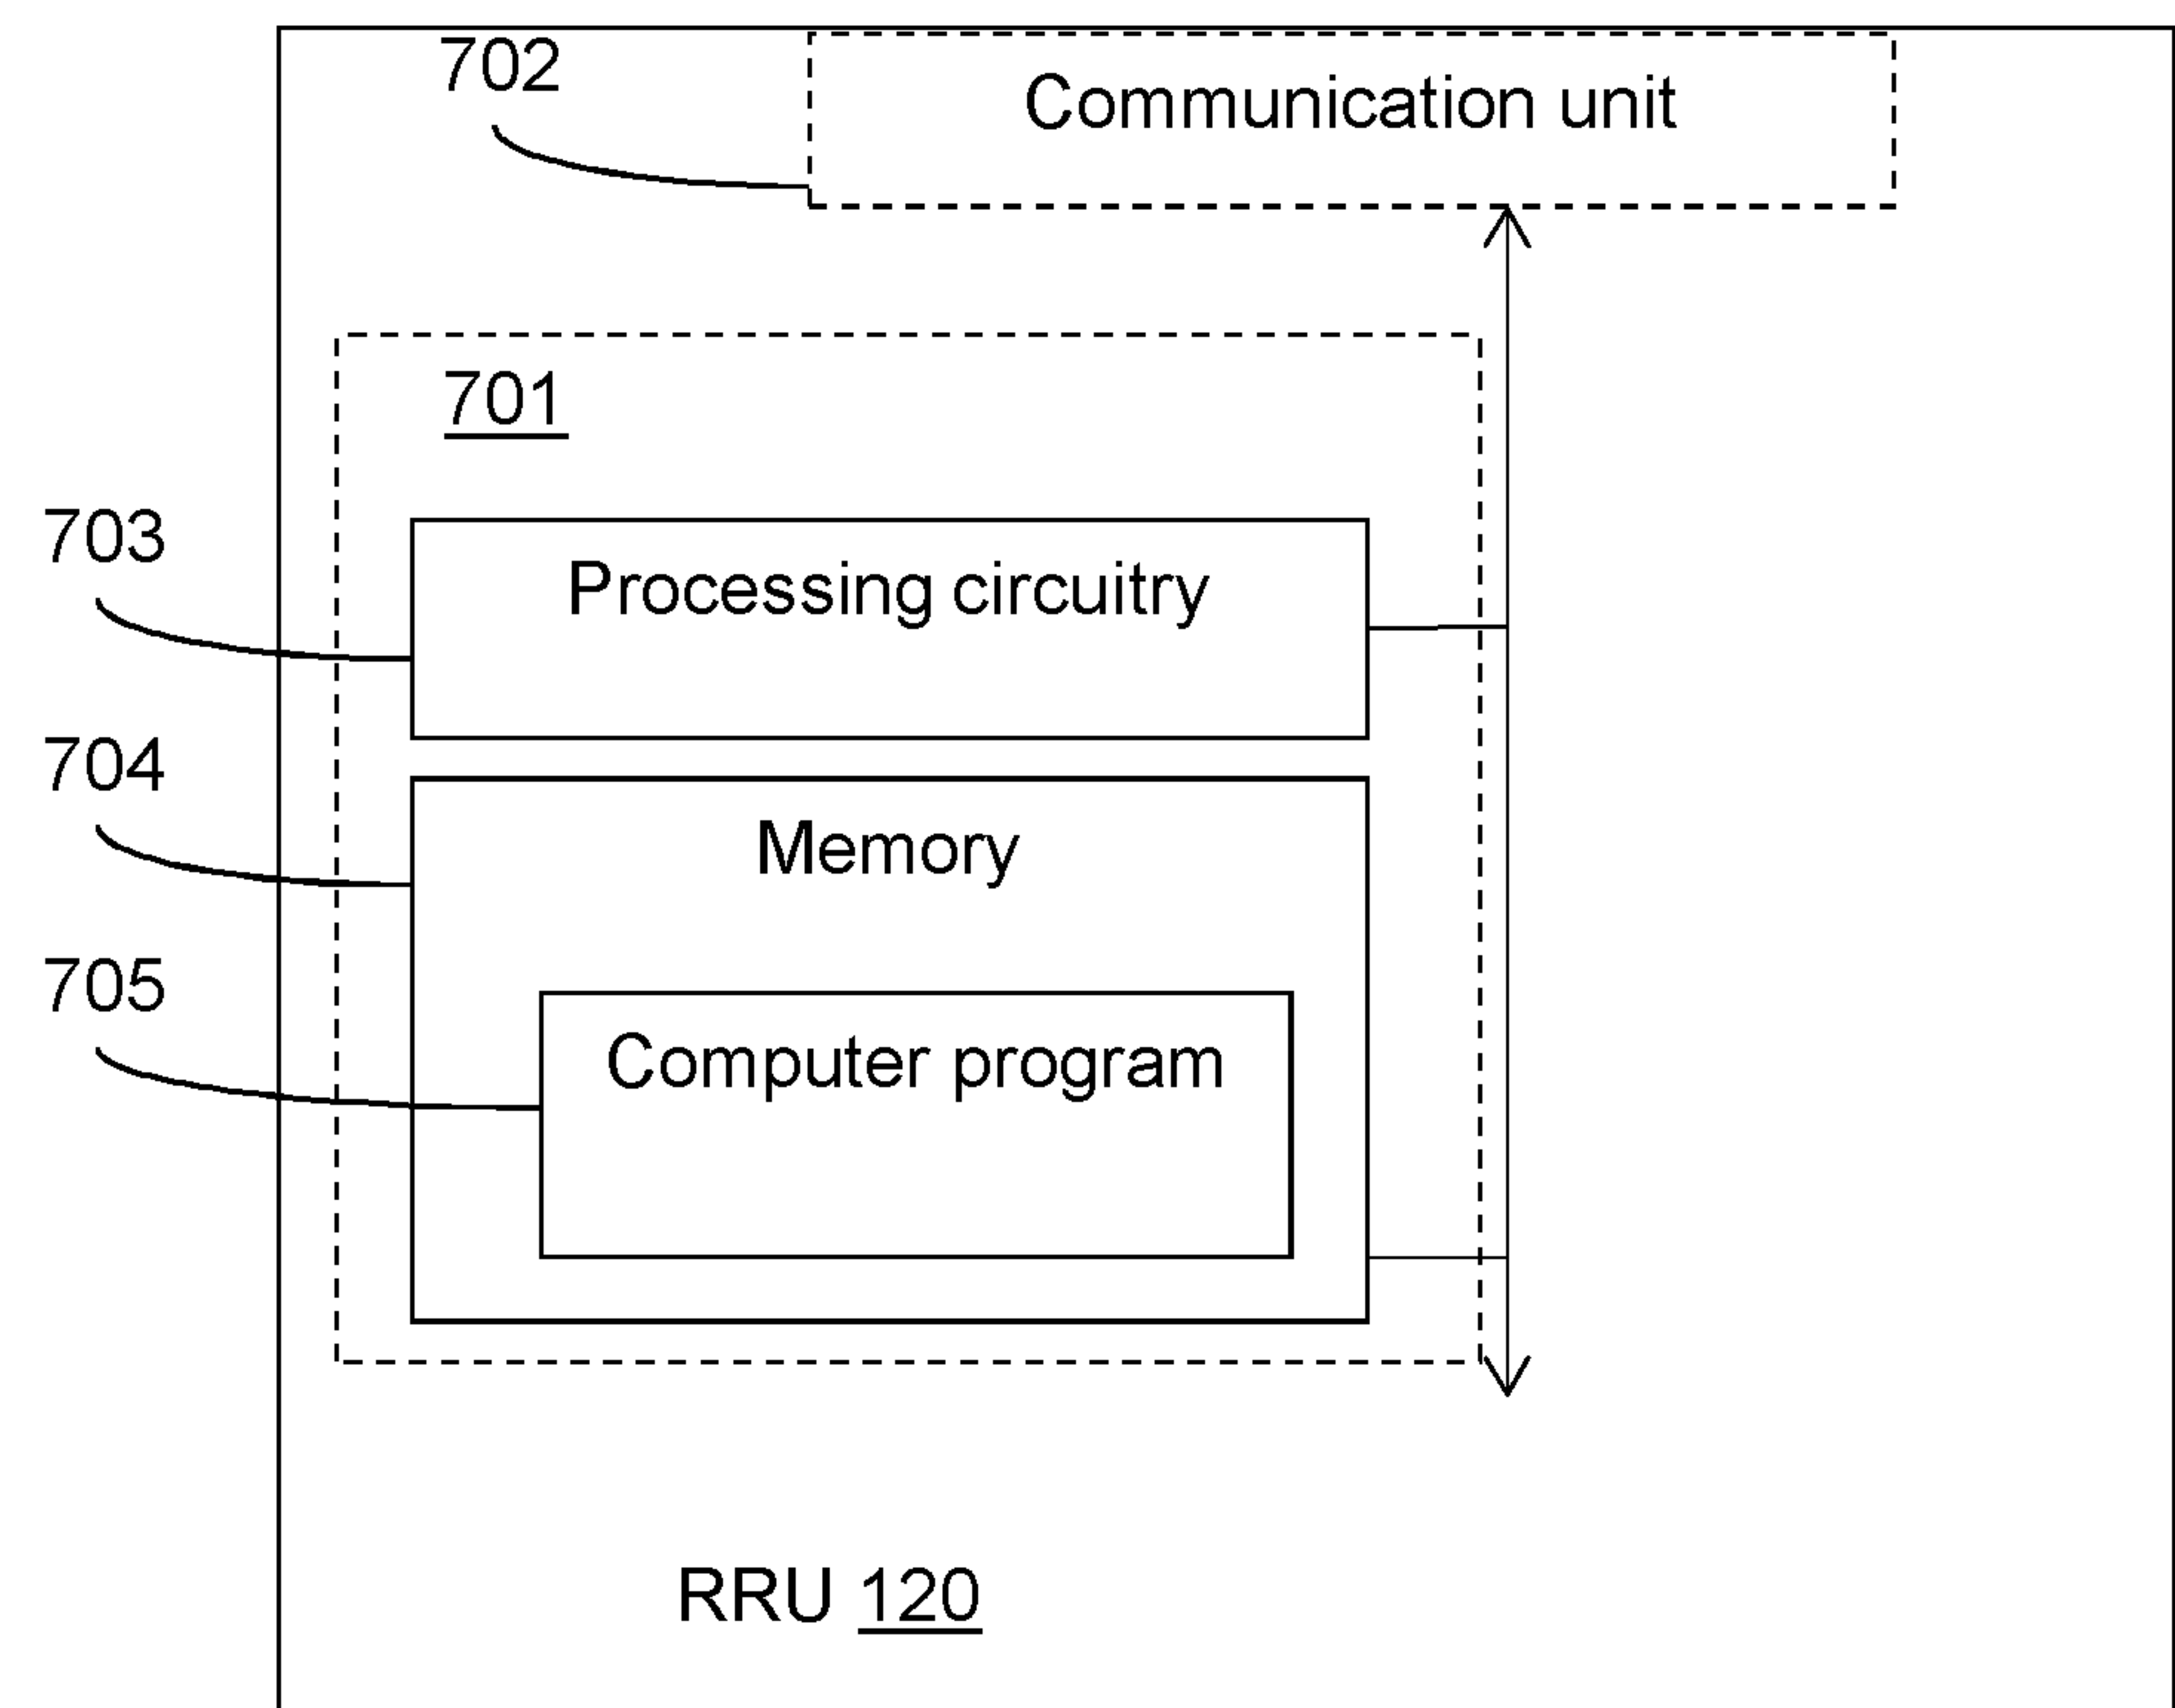 702
Communication unit
701
703
Processing circuitry
704
Memory
705
Computer program
RRU 120